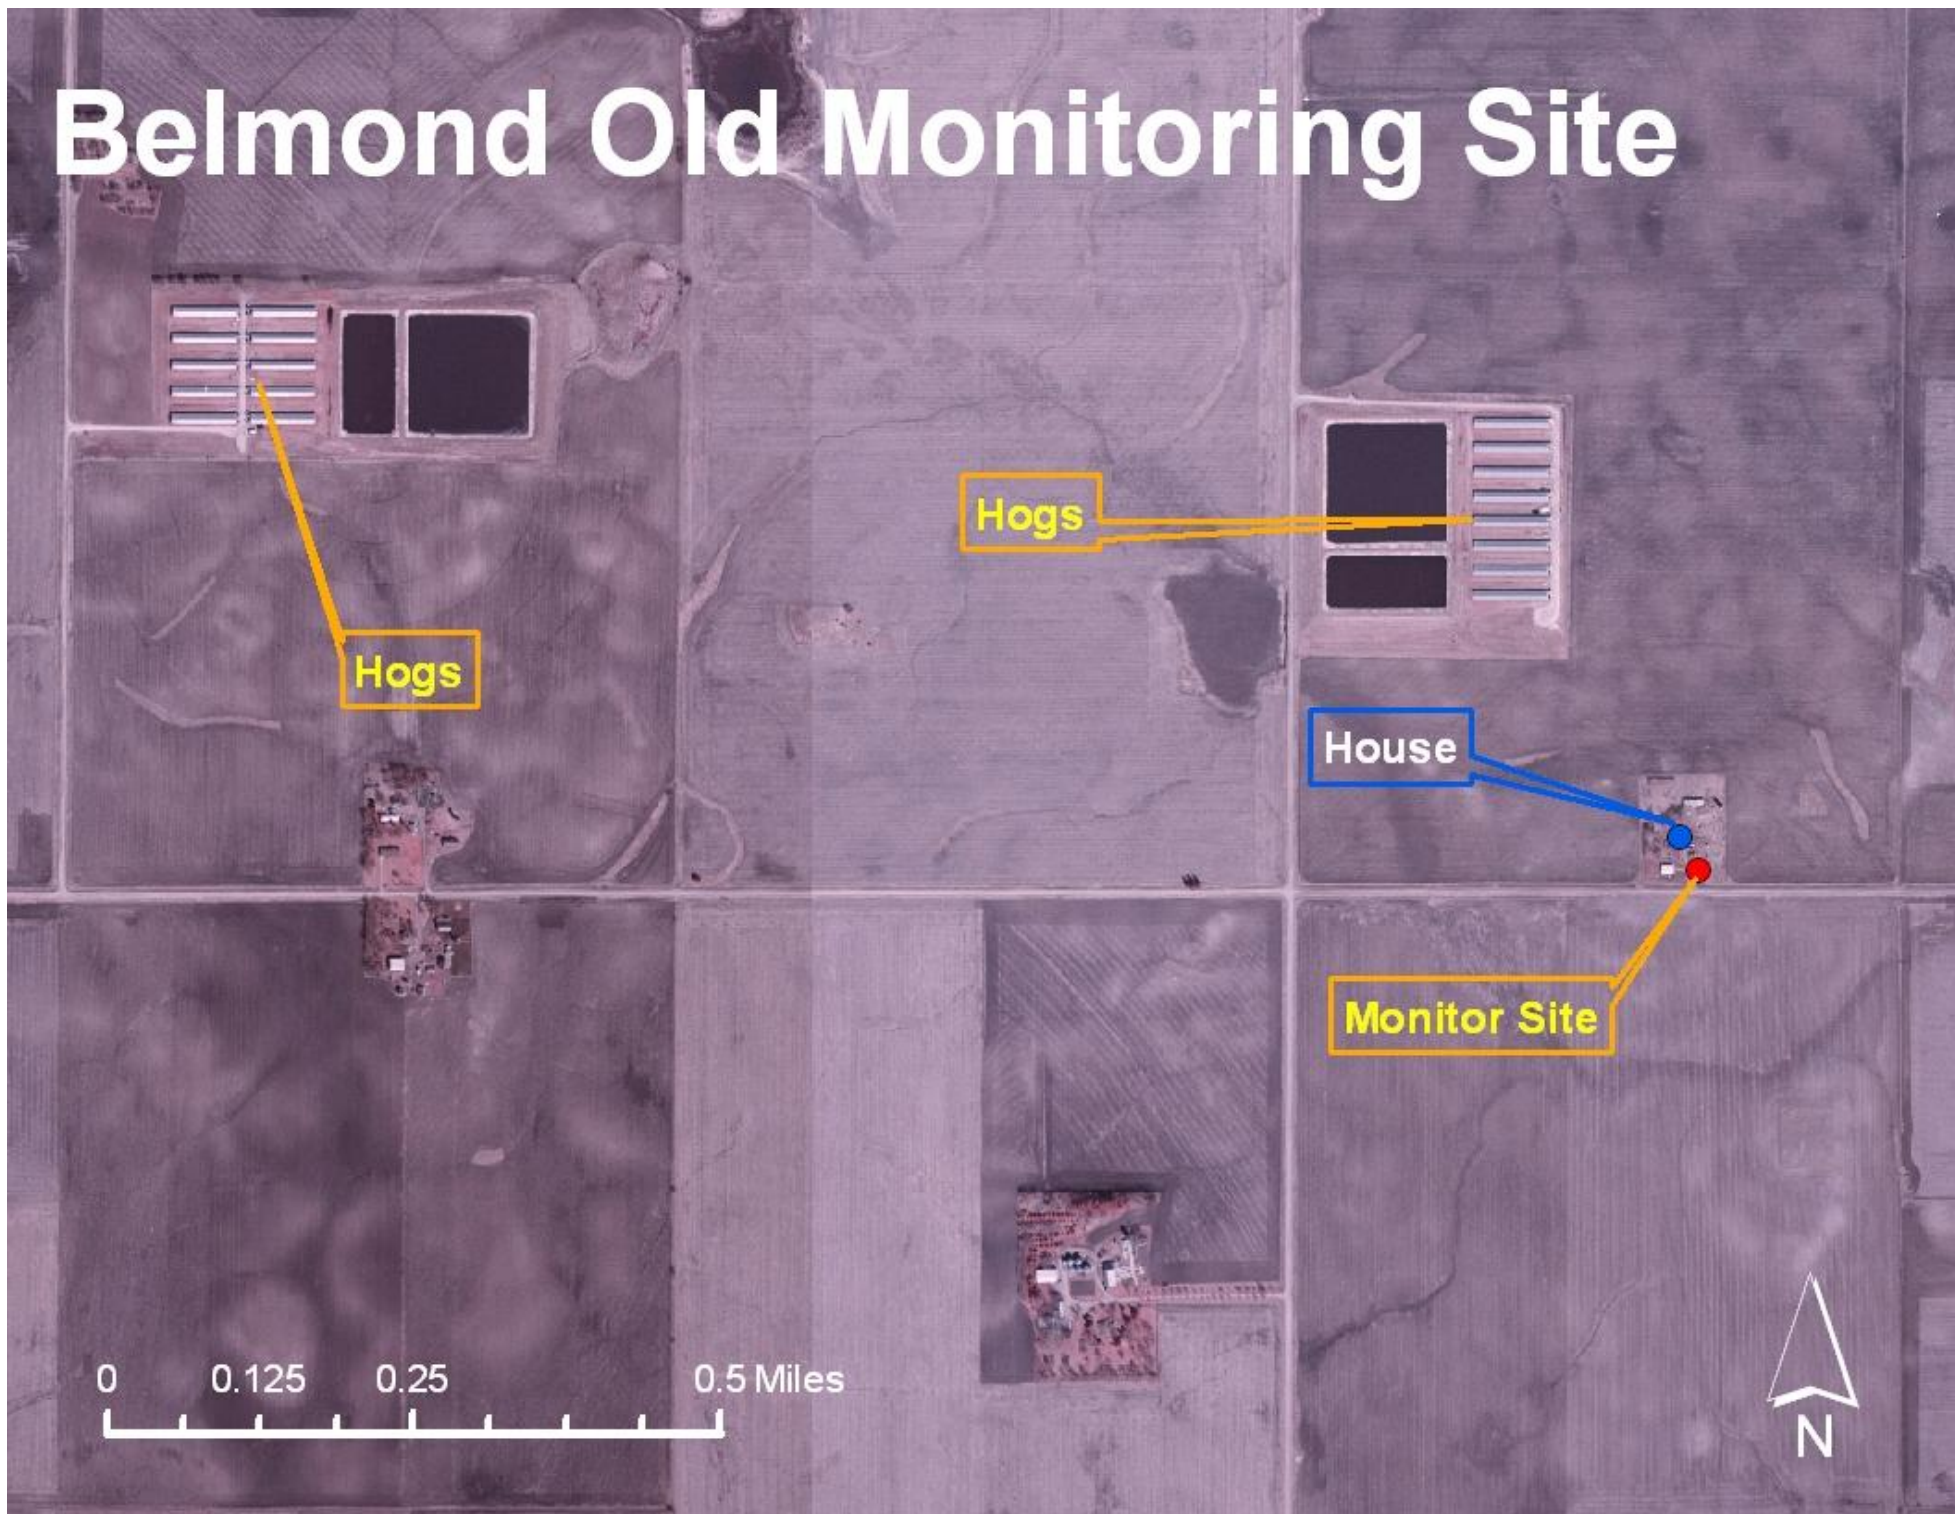 Belmond Old Monitoring Site
Hogs
Hogs
House
Monitor Site
0 0.125 0.25 0.5 Miles
N